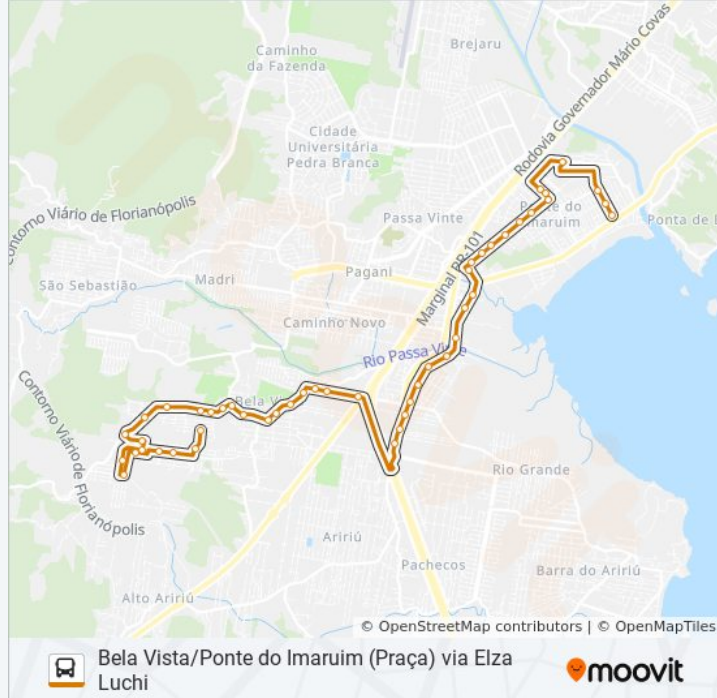 Caminho
da Fazenda
Brejaru
Rodovia Governador Mário Covas
Cidade
Universitária
Pedra Branca
Passa Vinte
Ponte do
Imaruim
Ponta de
Contorno Viário de Florianópolis
São Sebastião
Madri
Pagani
Marginal BR-101
Caminho Novo
Rio Passa Vinte
Bela
Contorno Viário de Florianópolis
Rio Grande
Aririú
Pachecos
Barra do Aririú
Alto Aririú
© OpenStreetMap contributors | © OpenMapTiles
Bela Vista/Ponte do Imaruim (Praça) via Elza
Luchi
moovit